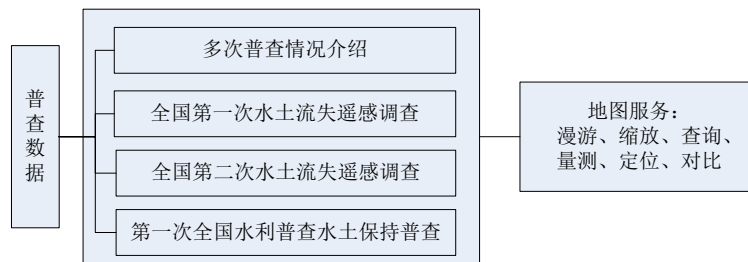 普查数据
多次普查情况介绍
全国第一次水土流失遥感调查
全国第二次水土流失遥感调查
第一次全国水利普查水土保持普查
地图服务：
漫游、缩放、查询、
量测、定位、对比